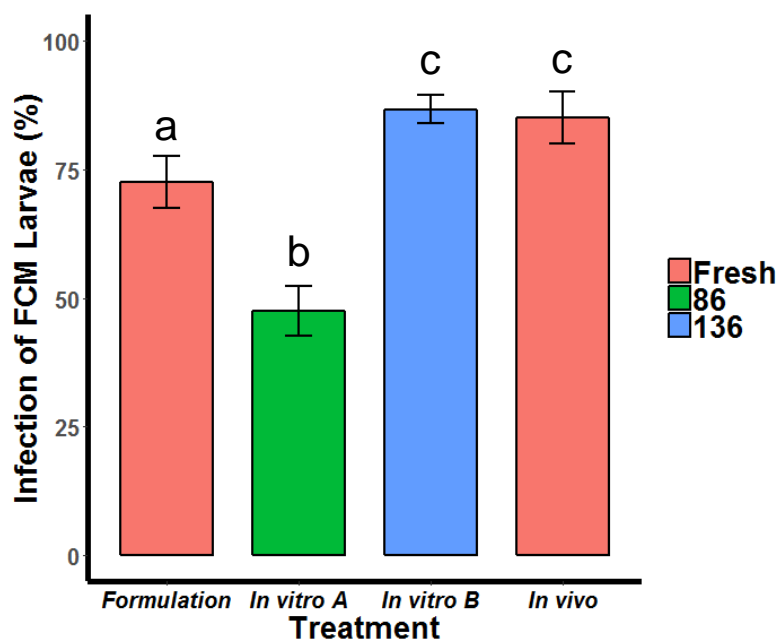 Infection of FCM Larvae (%)
100
75
50
25
0
a
b
c
c
Formulation
In vitro A
In vitro B
In vivo
Treatment
Fresh
86
136